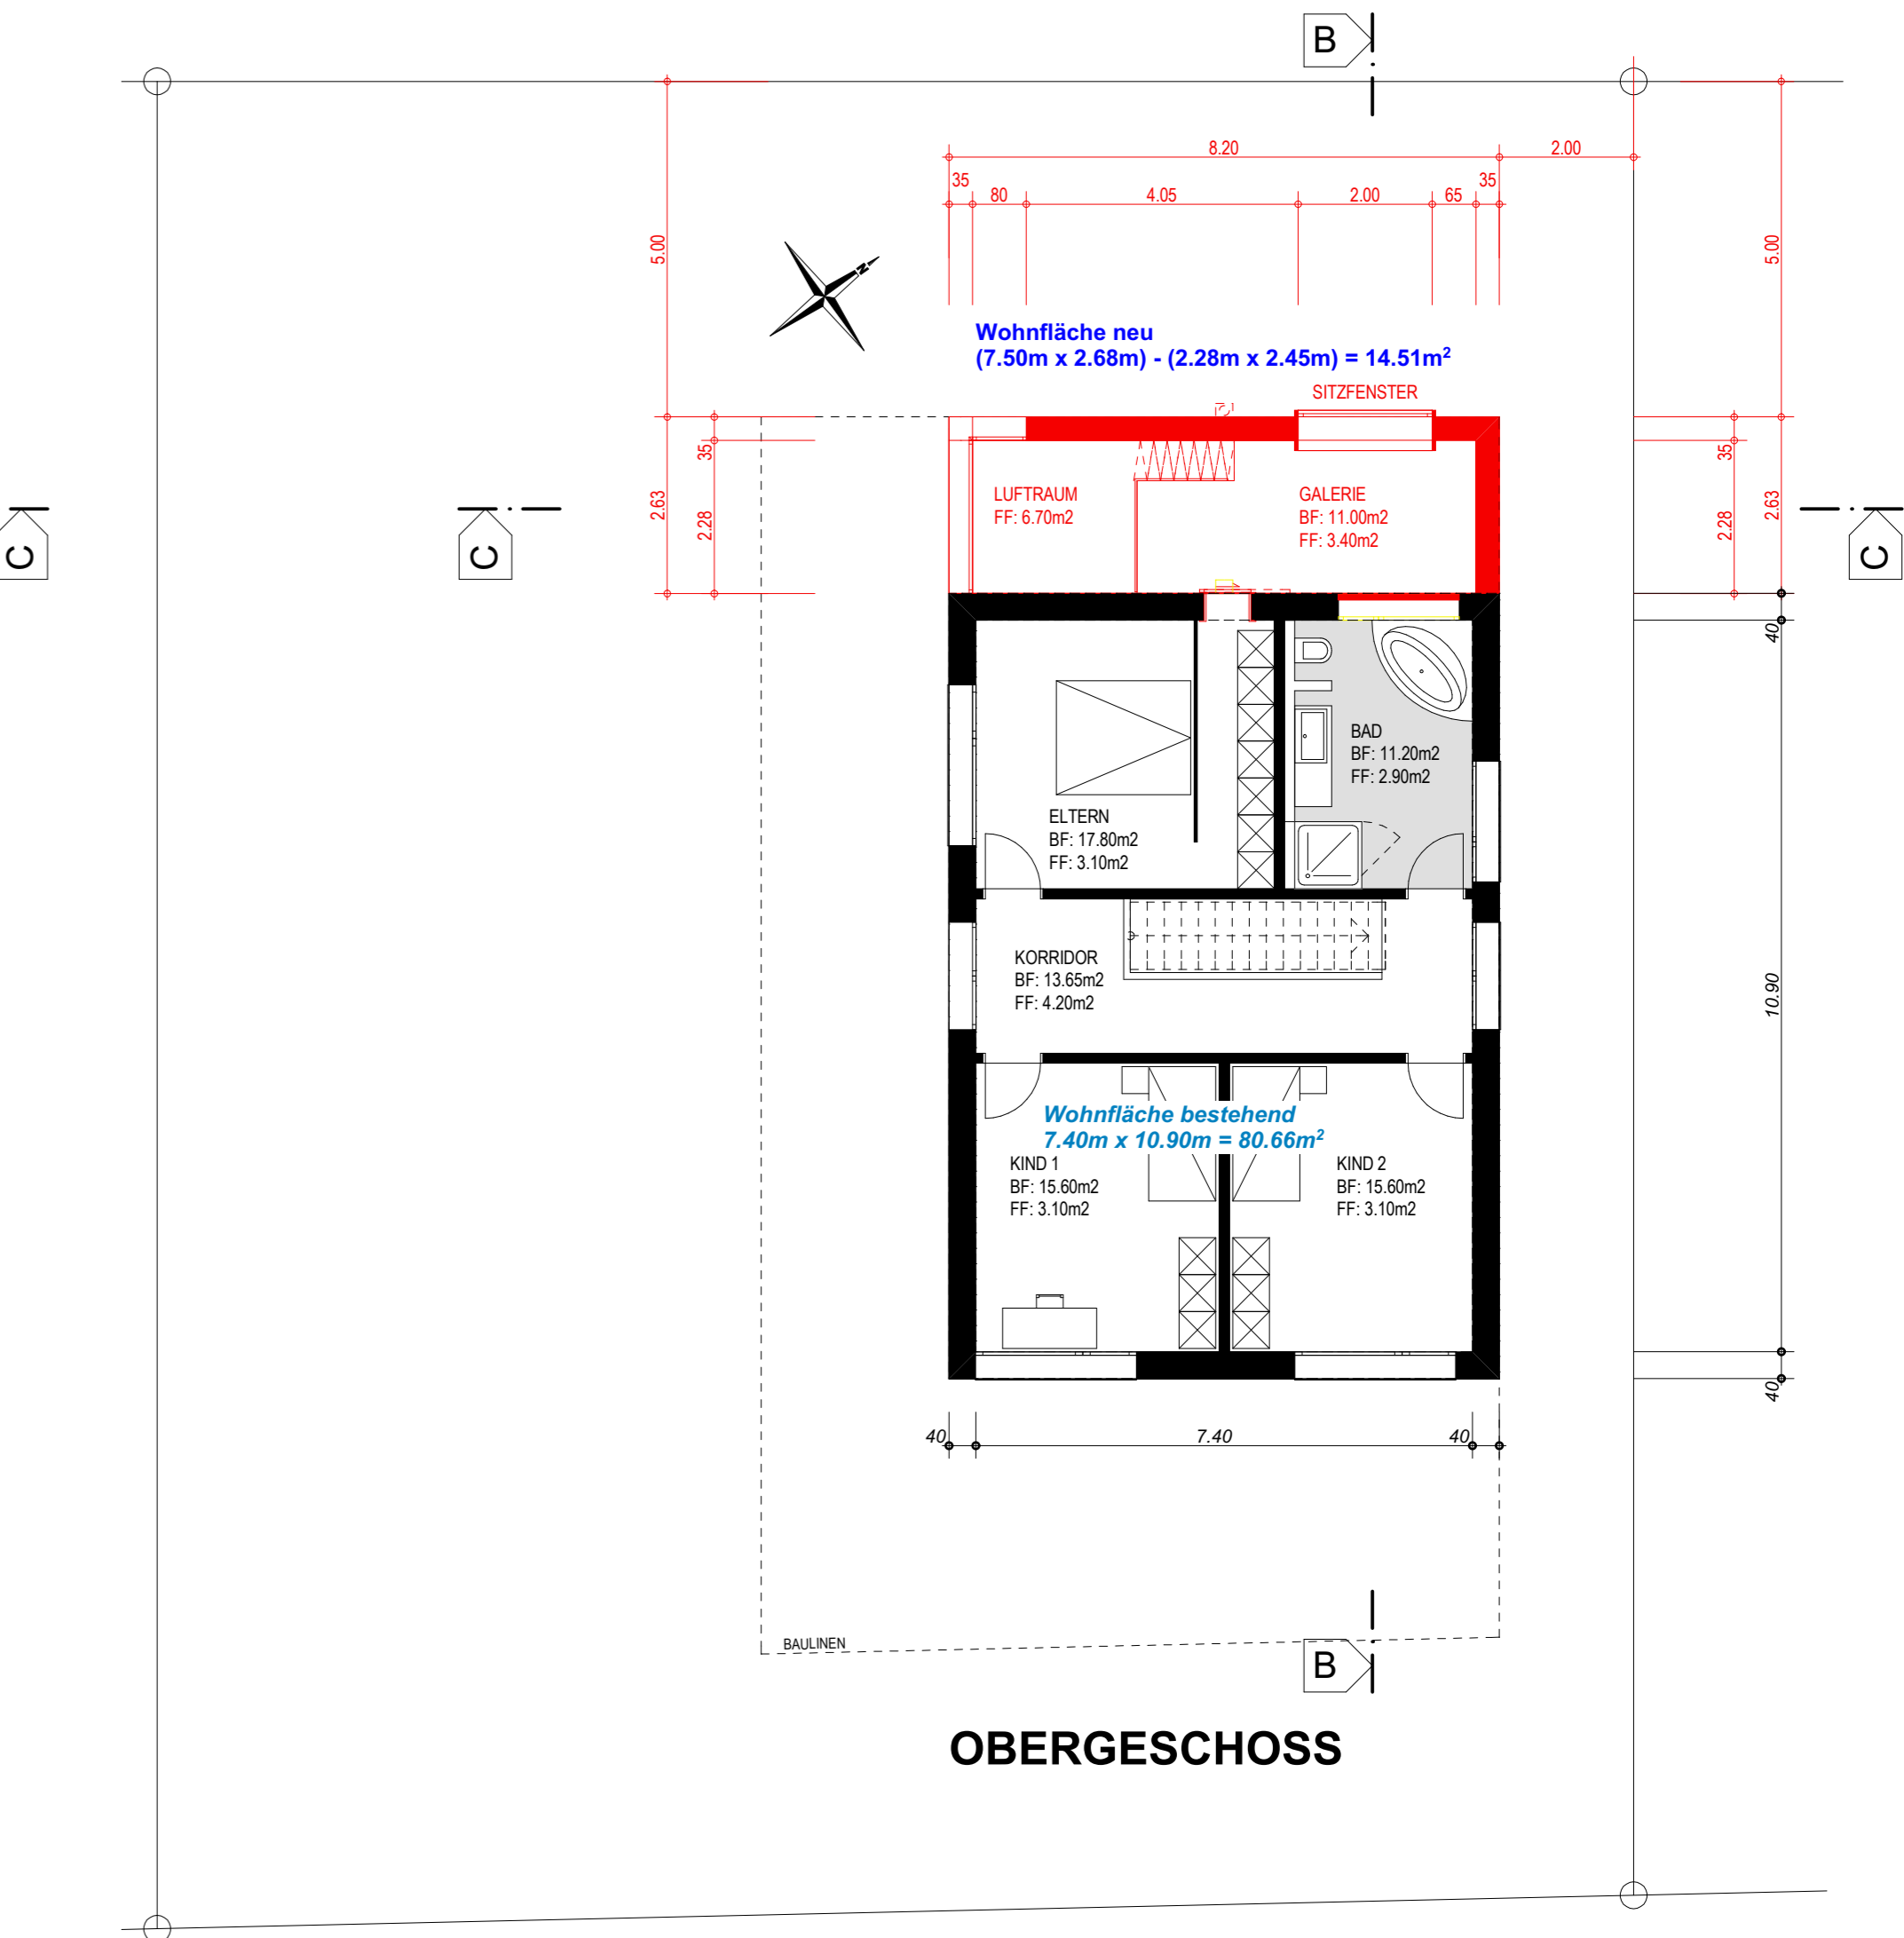 B
8.20
2.00
35
80
4.05
2.00
65
35
5.00
5.00
N
Wohnfläche neu
(7.50m x 2.68m) - (2.28m x 2.45m) = 14.51m²
SITZFENSTER
35
2.63
2.28
LUFTRAUM
FF: 6.70m2
GALERIE
BF: 11.00m2
FF: 3.40m2
35
2.63
2.28
C
C
C
40
BAD
BF: 11.20m2
FF: 2.90m2
ELTERN
BF: 17.80m2
FF: 3.10m2
KORRIDOR
BF: 13.65m2
FF: 4.20m2
10.90
Wohnfläche bestehend
7.40m x 10.90m = 80.66m²
KIND 1
BF: 15.60m2
FF: 3.10m2
KIND 2
BF: 15.60m2
FF: 3.10m2
40
40
7.40
40
BAULINEN
B
OBERGESCHOSS